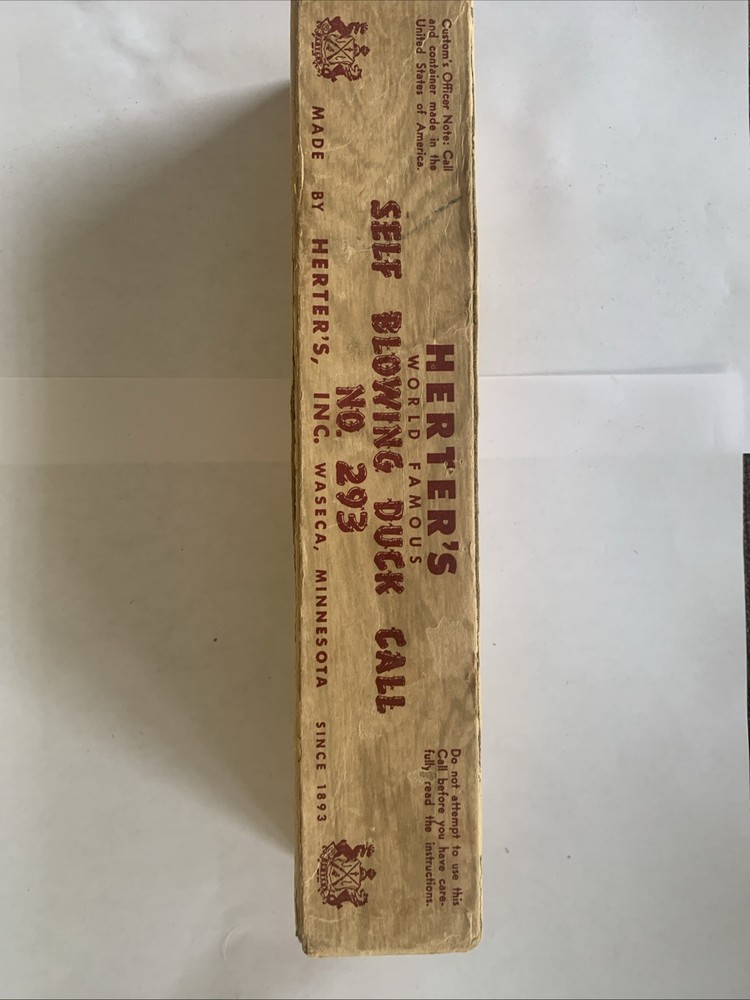 Custom's Officer Note: Call
and container made in the
United States of America.
HERTER'S
WORLD FAMOUS
SELF BLOWING DUCK CALL
NO. 293
Do not attempt to use this
Call before you have care-
fully read the instructions.
MADE BY HERTER'S, INC. WASECA, MINNESOTA SINCE 1893